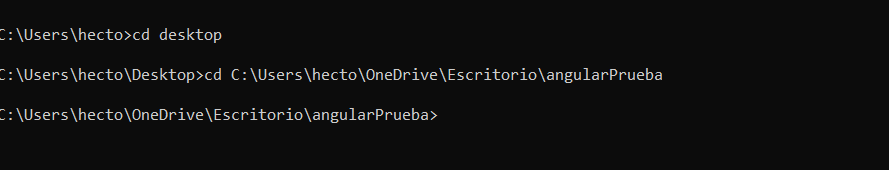 C:\Users\hecto>cd desktop
C:\Users\hecto\Desktop>cd C:\Users\hecto\OneDrive\Escritorio\angularPrueba
C:\Users\hecto\OneDrive\Escritorio\angularPrueba>